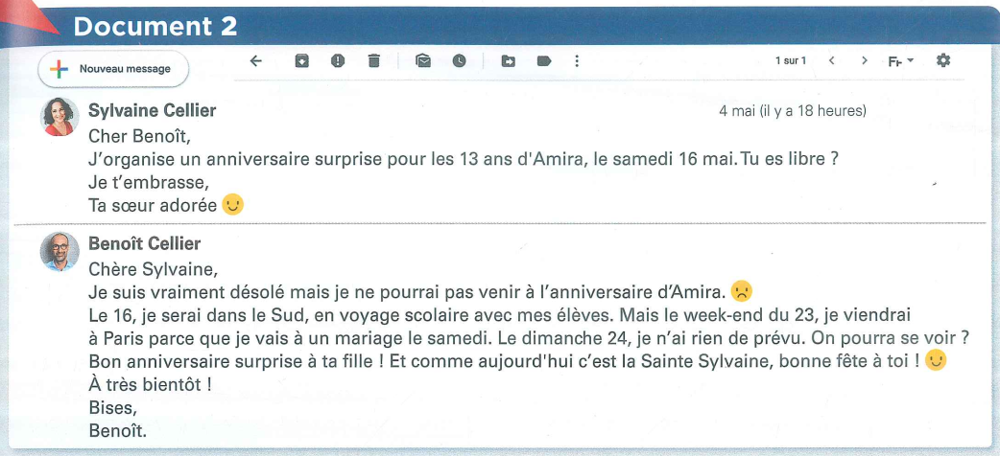 Document 2
Nouveau message
1 sur 1
Fr
Sylvaine Cellier
4 mai (il y a 18 heures)
Cher Benoît,
J'organise un anniversaire surprise pour les 13 ans d'Amira, le samedi 16 mai. Tu es libre ?
Je t'embrasse,
Ta sœur adorée
Benoît Cellier
Chère Sylvaine,
Je suis vraiment désolé mais je ne pourrai pas venir à l'anniversaire d'Amira.
Le 16, je serai dans le Sud, en voyage scolaire avec mes élèves. Mais le week-end du 23, je viendrai
à Paris parce que je vais à un mariage le samedi. Le dimanche 24, je n'ai rien de prévu. On pourra se voir ?
Bon anniversaire surprise à ta fille ! Et comme aujourd'hui c'est la Sainte Sylvaine, bonne fête à toi !
À très bientôt !
Bises,
Benoît.